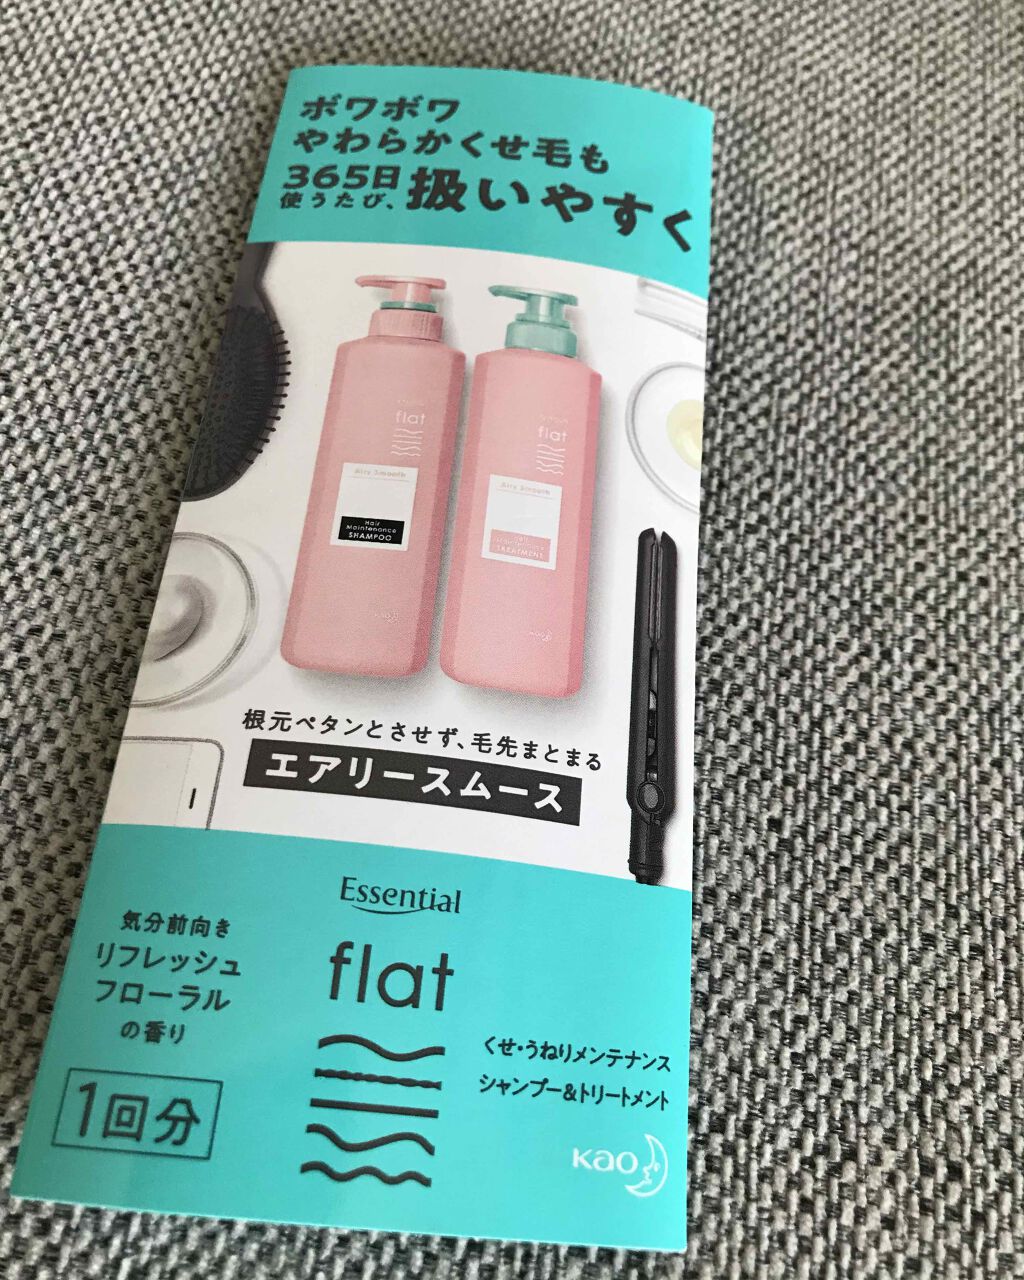 ボワボワ
やわらかくせ毛も
365日
使うたび、扱いやすく
flat
Airy Smooth
Hair
Maintenance
SHAMPOO
Kao
flat
Airy Smooth
Hair
Maintenance
TREATMENT
Kao
根元ペタンとさせず、毛先まとまる
エアリースムース
Essential
flat
気分前向き
リフレッシュ
フローラル
の香り
1回分
くせ・うねりメンテナンス
シャンプー&トリートメント
Kao